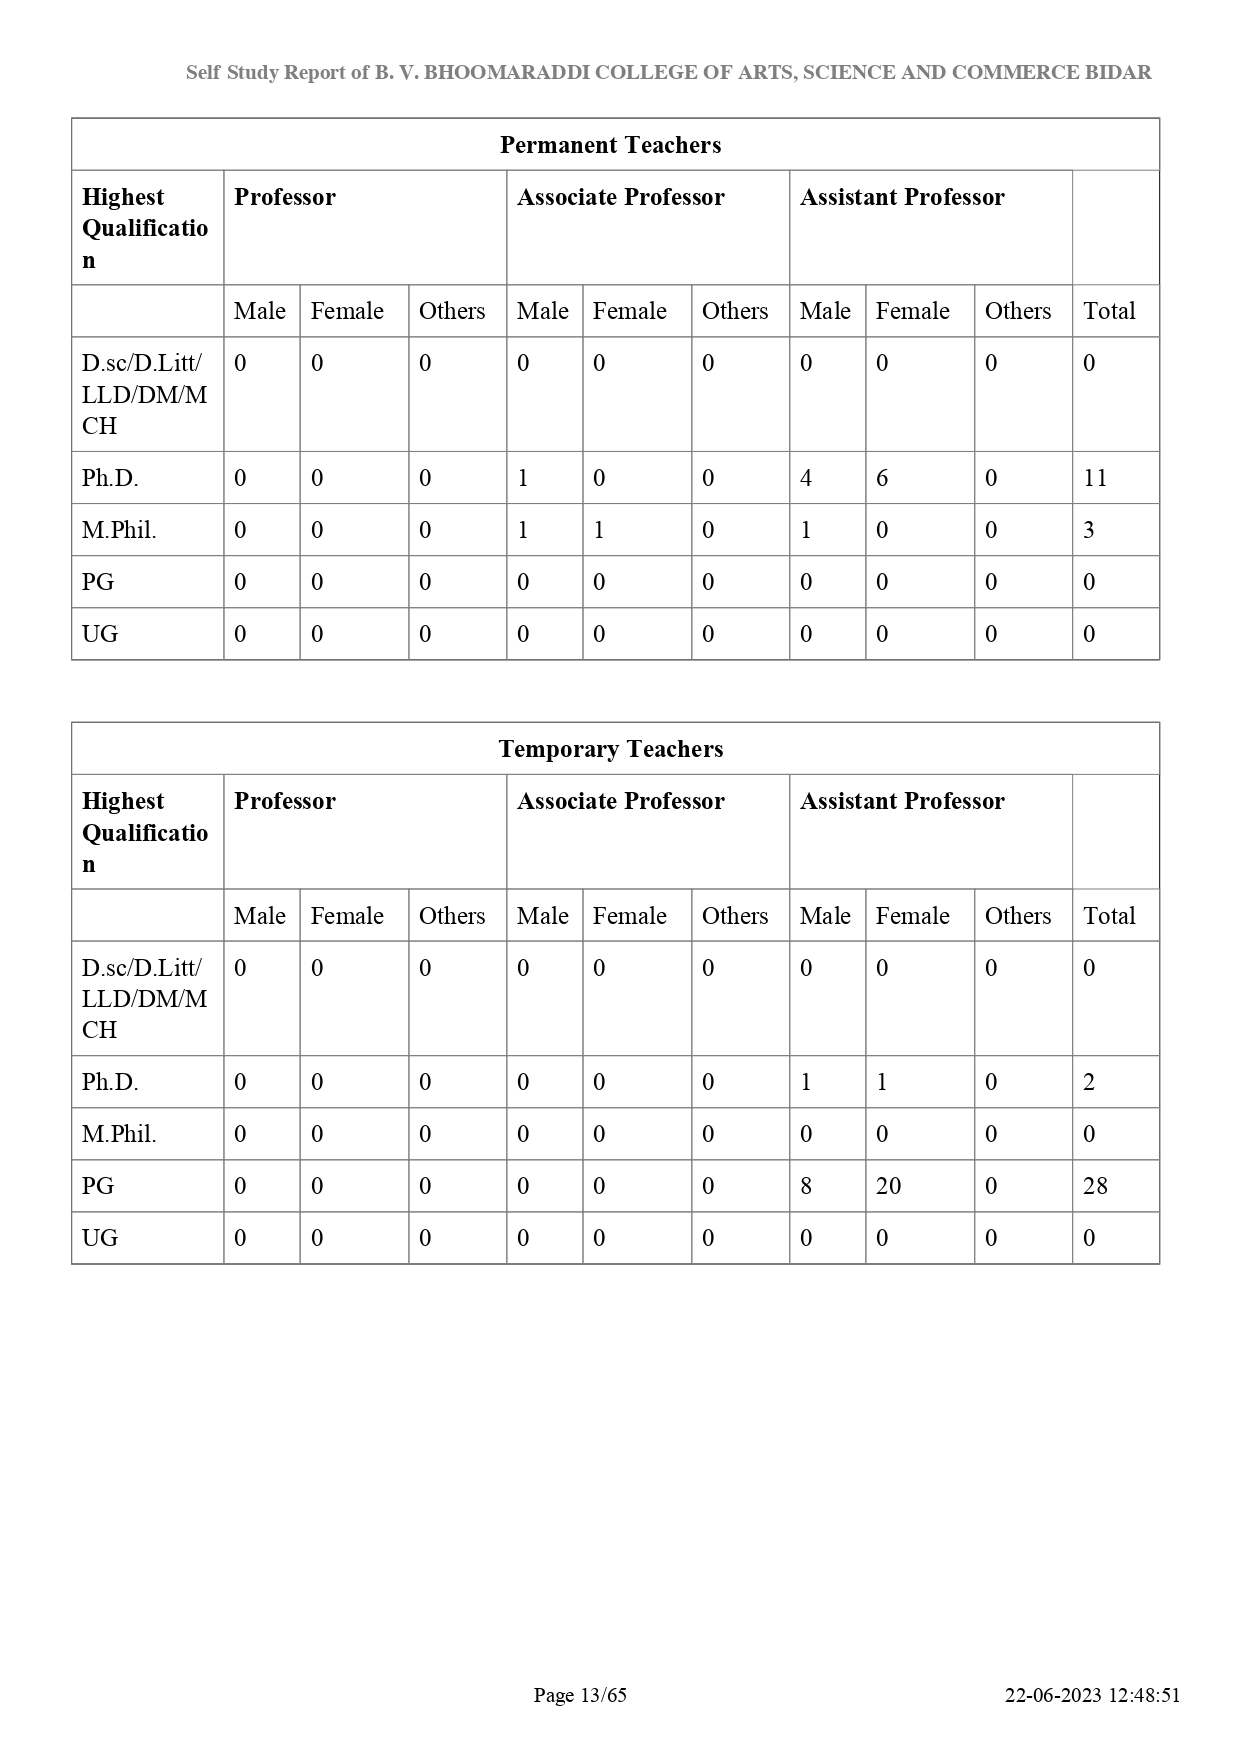 Self Study Report of B. V. BHOOMARADDI COLLEGE OF ARTS, SCIENCE AND COMMERCE BIDAR
Permanent Teachers
Highest Professor Associate Professor Assistant Professor
Qualificatio
n
Male Female Others Male Female Others Male Female Others Total
D.sc/D.Litt/ 0 0 0 0 0 0 0 0 0 0
LLD/DM/M
CH
Ph.D. 0 0 0 1 0 0 4 6 0 11
M.Phil. 0 0 0 1 1 0 1 0 0 3
PG 0 0 0 0 0 0 0 0 0 0
UG 0 0 0 0 0 0 0 0 0 0
Temporary Teachers
Highest Professor Associate Professor Assistant Professor
Qualificatio
n
Male Female Others Male Female Others Male Female Others Total
D.sc/D.Litt/ 0 0 0 0 0 0 0 0 0 0
LLD/DM/M
CH
Ph.D. 0 0 0 0 0 0 1 1 0 2
M.Phil. 0 0 0 0 0 0 0 0 0 0
PG 0 0 0 0 0 0 8 20 0 28
UG 0 0 0 0 0 0 0 0 0 0
Page 13/65 22-06-2023 12:48:51